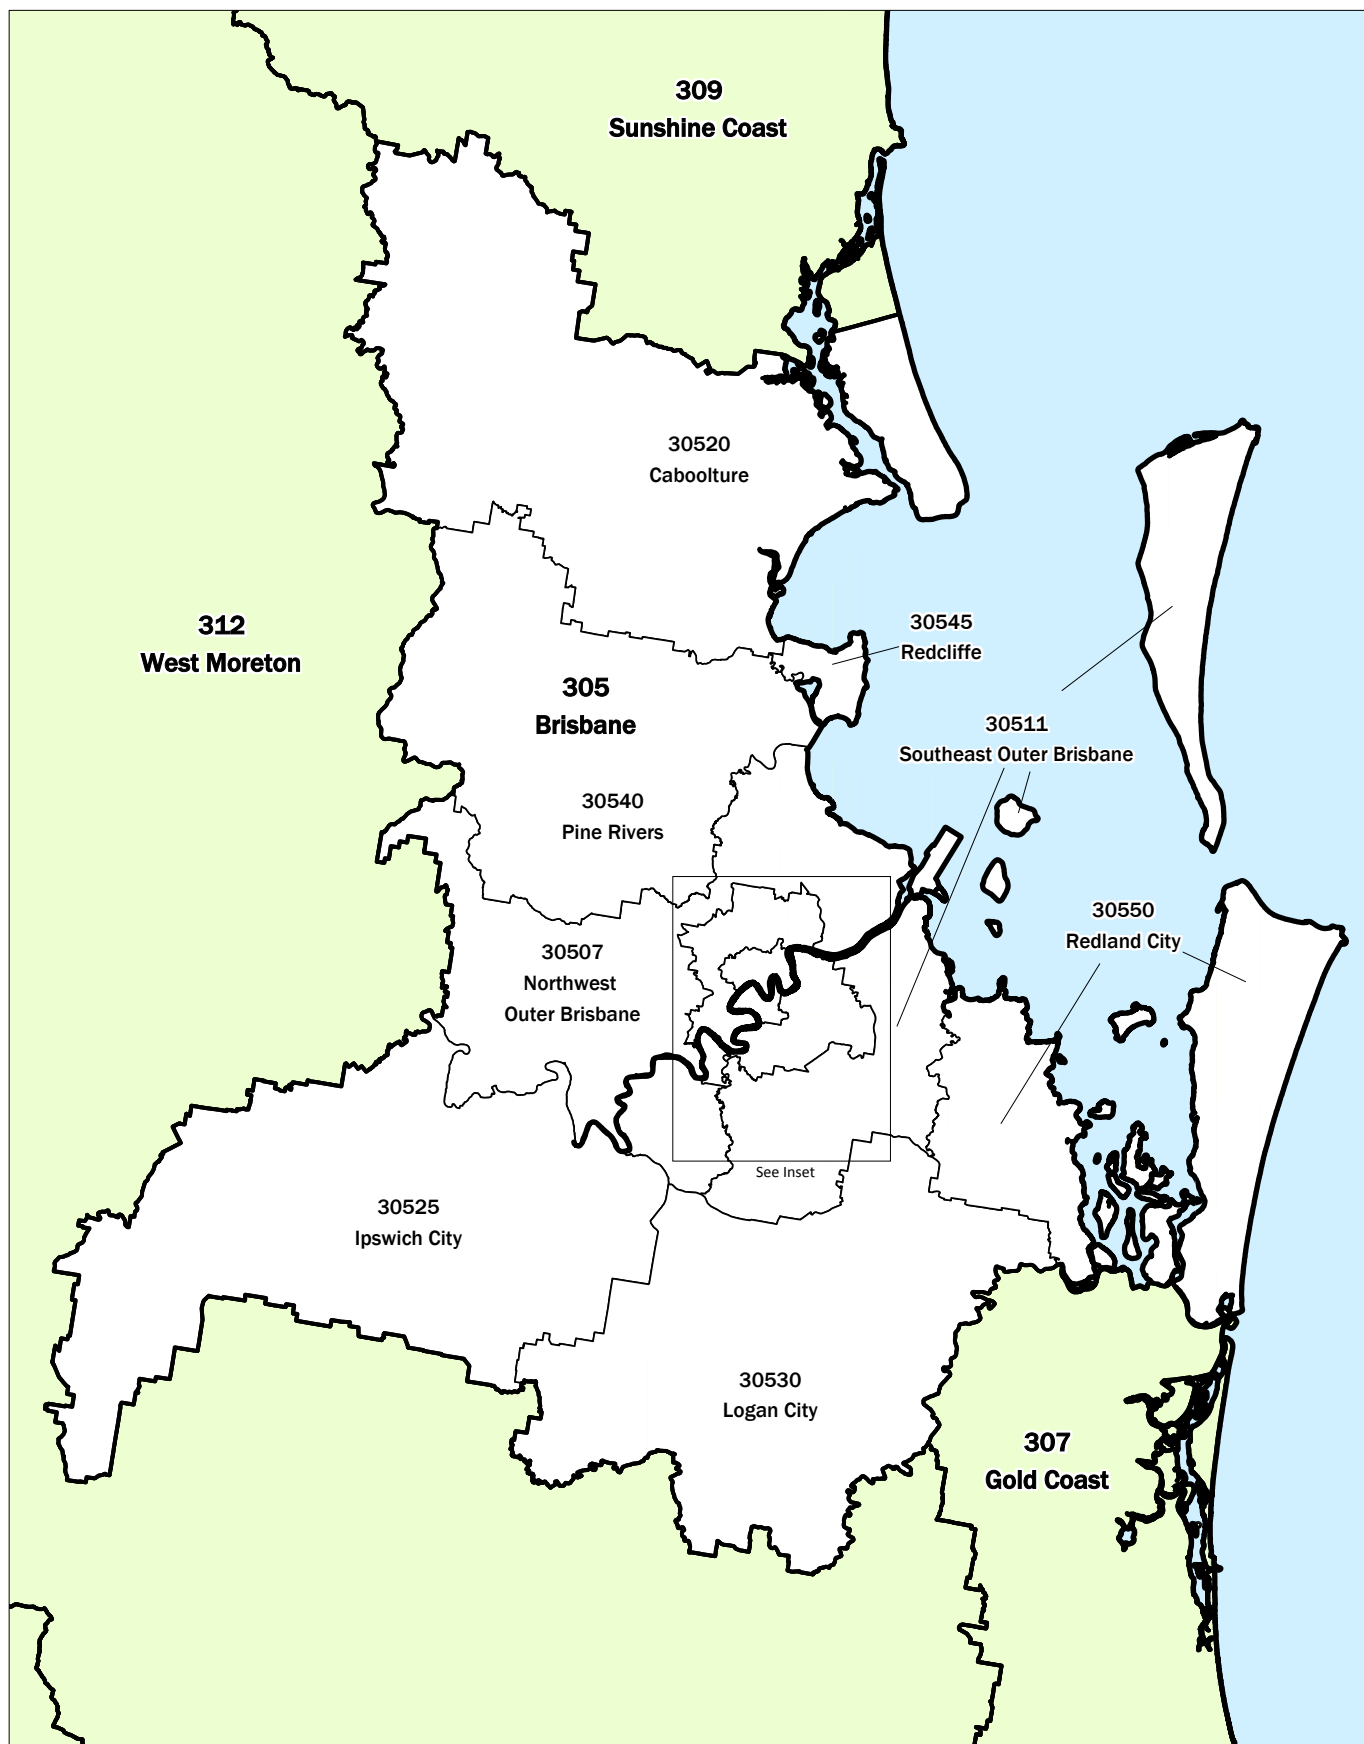 309
Sunshine Coast
30520
Caboolture
312
West Moreton
30545
Redcliffe
305
Brisbane
30511
Southeast Outer Brisbane
30540
Pine Rivers
30550
Redland City
30507
Northwest
Outer Brisbane
See Inset
30525
Ipswich City
30530
Logan City
307
Gold Coast